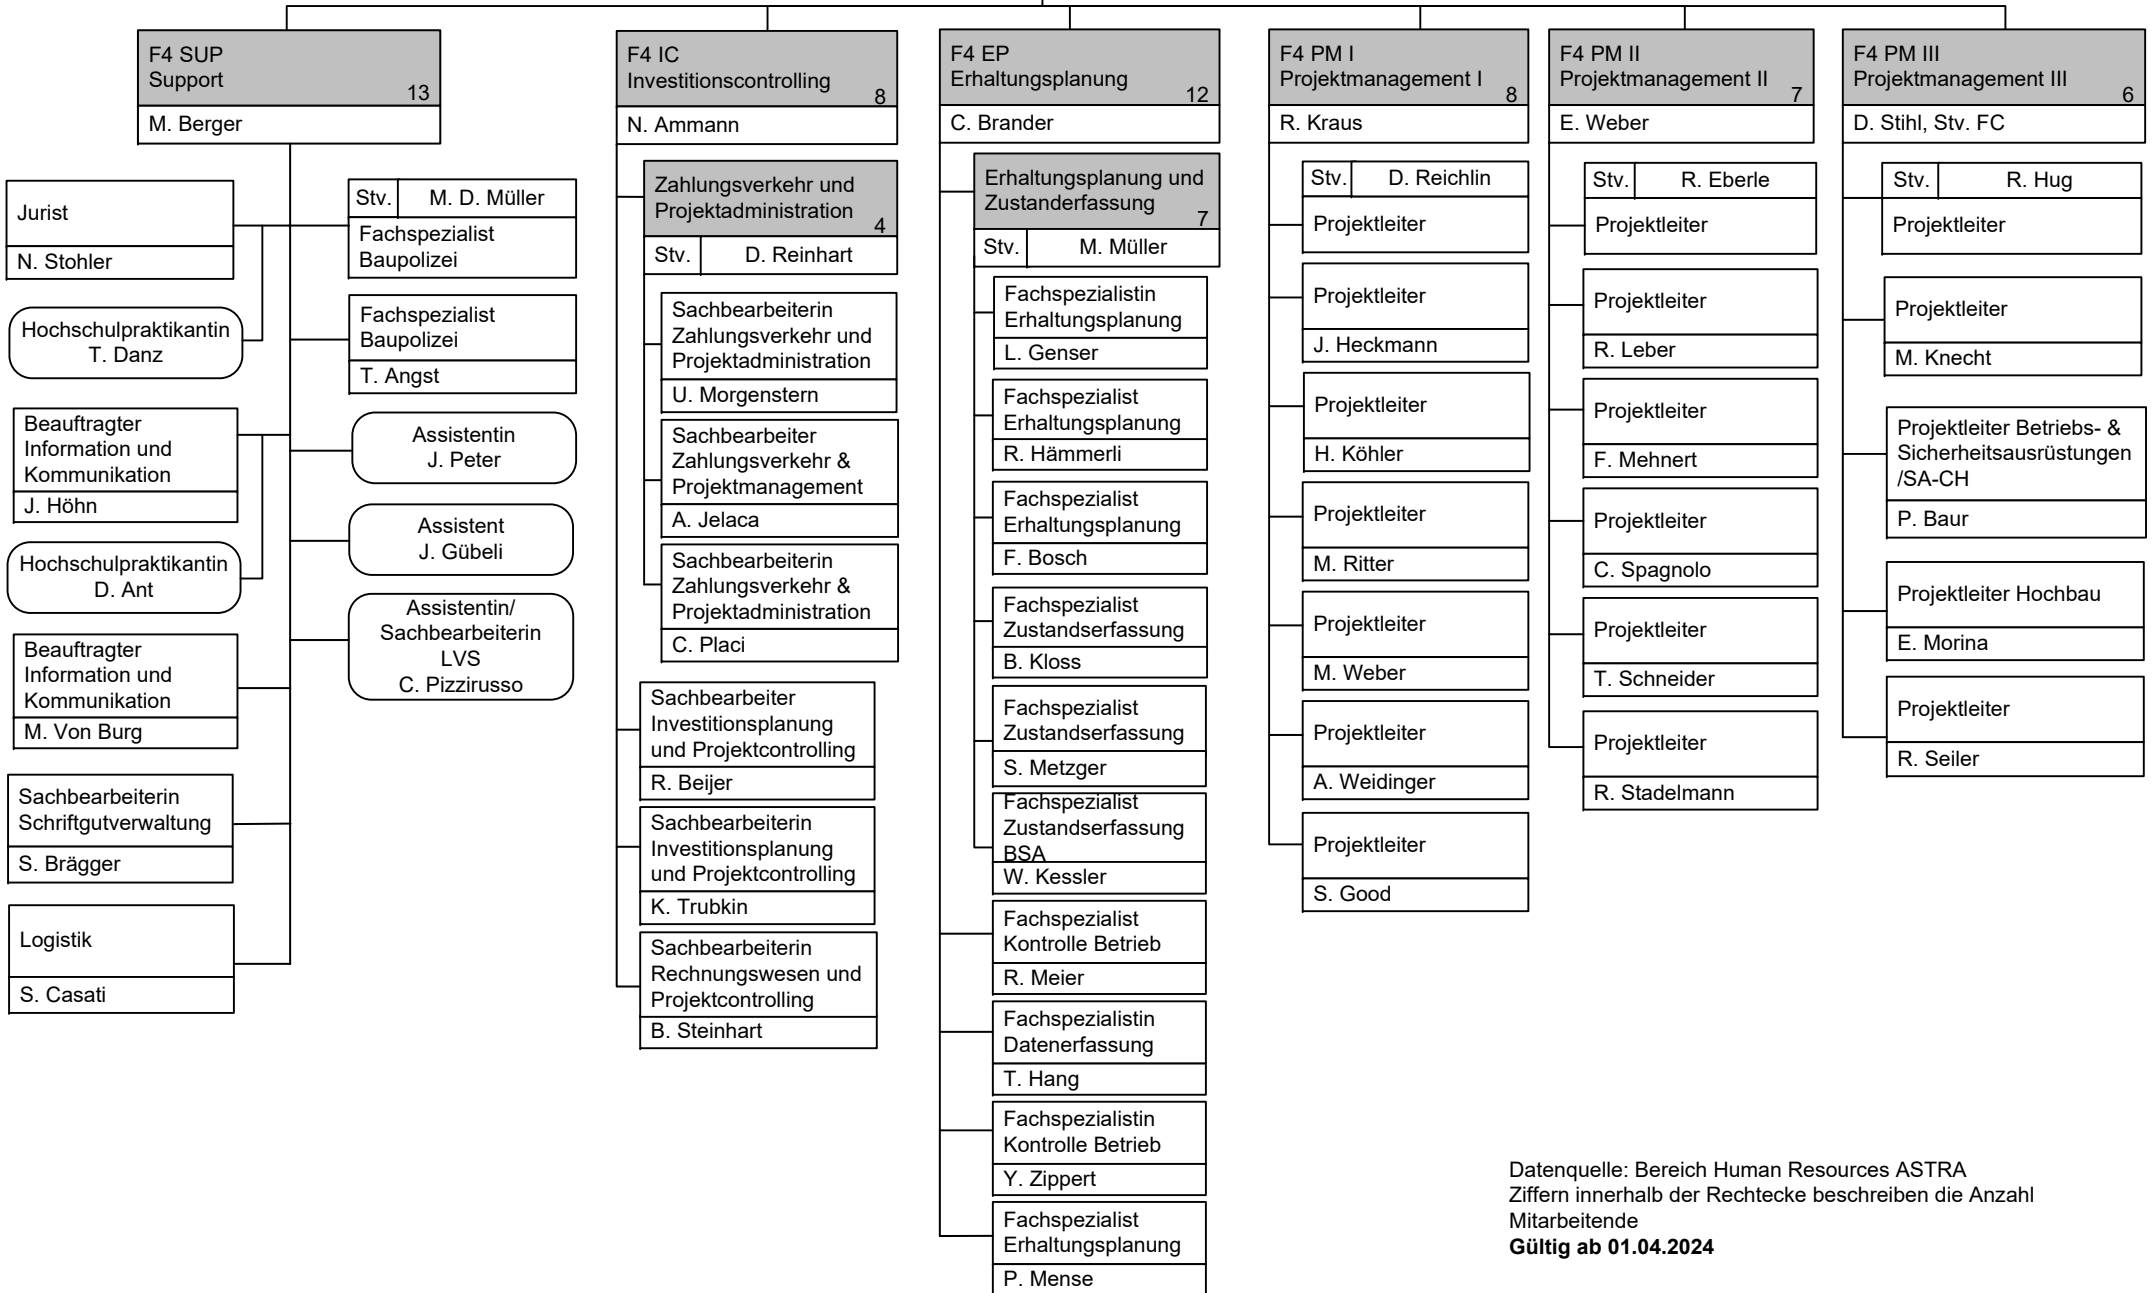 F4 SUP
Support
13
M. Berger
Jurist
N. Stohler
Hochschulpraktikantin
T. Danz
Beauftragter
Information und
Kommunikation
J. Höhn
Hochschulpraktikantin
D. Ant
Beauftragter
Information und
Kommunikation
M. Von Burg
Sachbearbeiterin
Schriftgutverwaltung
S. Brägger
Logistik
S. Casati
Stv. M. D. Müller
Fachspezialist
Baupolizei
Fachspezialist
Baupolizei
T. Angst
Assistentin
J. Peter
Assistent
J. Gübeli
Assistentin/
Sachbearbeiterin
LVS
C. Pizzirusso
F4 IC
Investitionscontrolling
8
N. Ammann
Zahlungsverkehr und
Projektadministration
4
Stv. D. Reinhart
Sachbearbeiterin
Zahlungsverkehr und
Projektadministration
U. Morgenstern
Sachbearbeiter
Zahlungsverkehr &
Projektmanagement
A. Jelaca
Sachbearbeiterin
Zahlungsverkehr &
Projektadministration
C. Placi
Sachbearbeiter
Investitionsplanung
und Projektcontrolling
R. Beijer
Sachbearbeiterin
Investitionsplanung
und Projektcontrolling
K. Trubkin
Sachbearbeiterin
Rechnungswesen und
Projektcontrolling
B. Steinhart
F4 EP
Erhaltungsplanung
12
C. Brander
Erhaltungsplanung und
Zustanderfassung
7
Stv. M. Müller
Fachspezialistin
Erhaltungsplanung
L. Genser
Fachspezialist
Erhaltungsplanung
R. Hämmerli
Fachspezialist
Erhaltungsplanung
F. Bosch
Fachspezialist
Zustandserfassung
B. Kloss
Fachspezialist
Zustandserfassung
S. Metzger
Fachspezialist
Zustandserfassung
BSA
W. Kessler
Fachspezialist
Kontrolle Betrieb
R. Meier
Fachspezialistin
Datenerfassung
T. Hang
Fachspezialistin
Kontrolle Betrieb
Y. Zippert
Fachspezialist
Erhaltungsplanung
P. Mense
F4 PM I
Projektmanagement I
8
R. Kraus
Stv. D. Reichlin
Projektleiter
Projektleiter
J. Heckmann
Projektleiter
H. Köhler
Projektleiter
M. Ritter
Projektleiter
M. Weber
Projektleiter
A. Weidinger
Projektleiter
S. Good
F4 PM II
Projektmanagement II
7
E. Weber
Stv. R. Eberle
Projektleiter
Projektleiter
R. Leber
Projektleiter
F. Mehnert
Projektleiter
C. Spagnolo
Projektleiter
T. Schneider
Projektleiter
R. Stadelmann
F4 PM III
Projektmanagement III
6
D. Stihl, Stv. FC
Stv. R. Hug
Projektleiter
Projektleiter
M. Knecht
Projektleiter Betriebs- &
Sicherheitsausrüstungen
/SA-CH
P. Baur
Projektleiter Hochbau
E. Morina
Projektleiter
R. Seiler
Datenquelle: Bereich Human Resources ASTRA
Ziffern innerhalb der Rechtecke beschreiben die Anzahl
Mitarbeitende
Gültig ab 01.04.2024